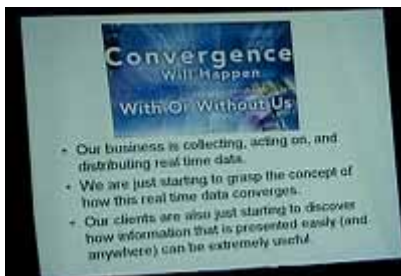 Convergence
Will Happen
With Or Without Us
• Our business is collecting, acting on, and
distributing real time data.
• We are just starting to grasp the concept of
how this real time data converges.
• Our clients are also just starting to discover
how information that is presented easily (and
anywhere) can be extremely useful.